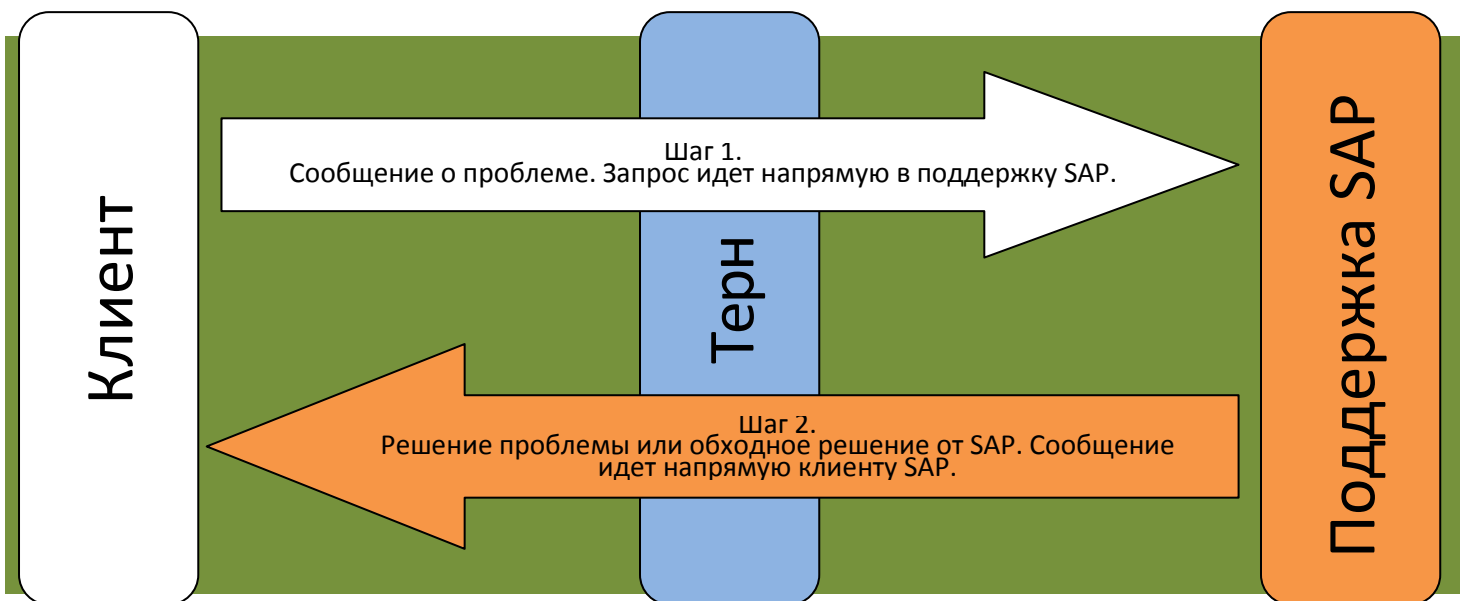 Клиент
Шаг 1.
Сообщение о проблеме. Запрос идет напрямую в поддержку SAP.
Терн
Шаг 2.
Решение проблемы или обходное решение от SAP. Сообщение
идет напрямую клиенту SAP.
Поддержка SAP